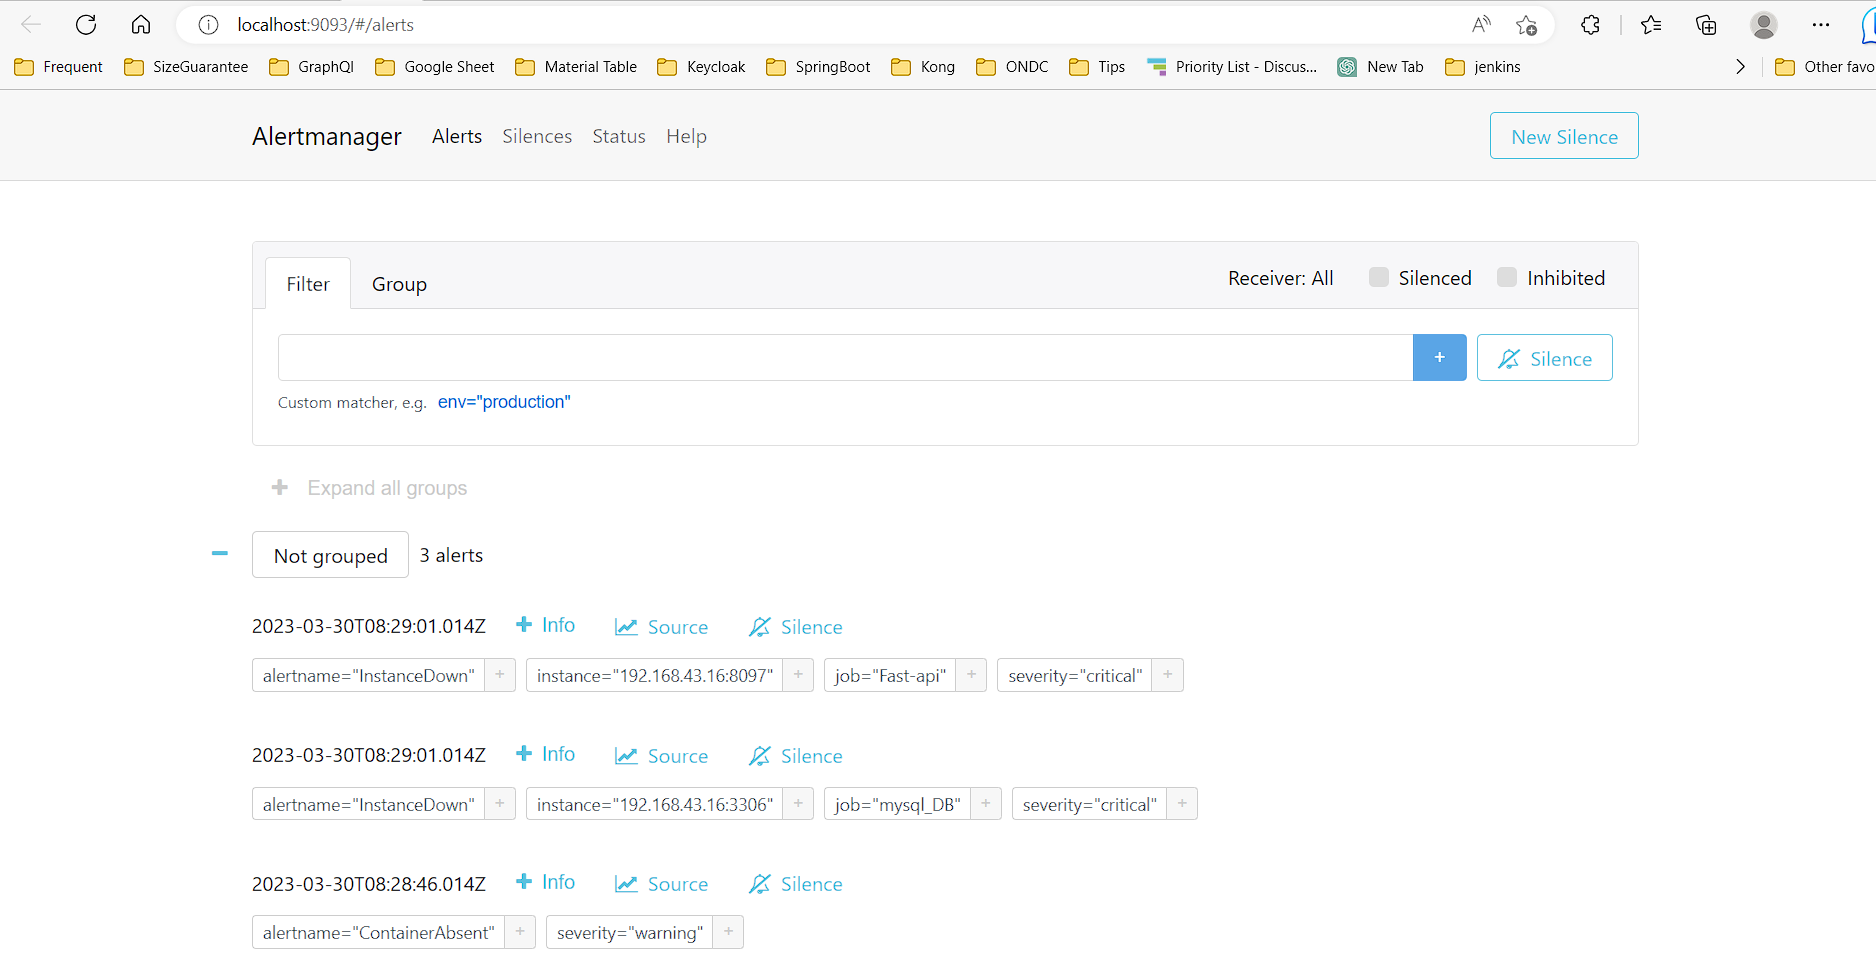 localhost:9093/#/alerts
Frequent SizeGuarantee GraphQl Google Sheet Material Table Keycloak SpringBoot Kong ONDC Tips Priority List - Discus... New Tab jenkins Other favo
Alertmanager Alerts Silences Status Help New Silence
Filter Group Receiver: All Silenced Inhibited
+ Silence
Custom matcher, e.g. env="production"
+ Expand all groups
− Not grouped 3 alerts
2023-03-30T08:29:01.014Z + Info Source Silence
alertname="InstanceDown" + instance="192.168.43.16:8097" + job="Fast-api" + severity="critical" +
2023-03-30T08:29:01.014Z + Info Source Silence
alertname="InstanceDown" + instance="192.168.43.16:3306" + job="mysql_DB" + severity="critical" +
2023-03-30T08:28:46.014Z + Info Source Silence
alertname="ContainerAbsent" + severity="warning" +